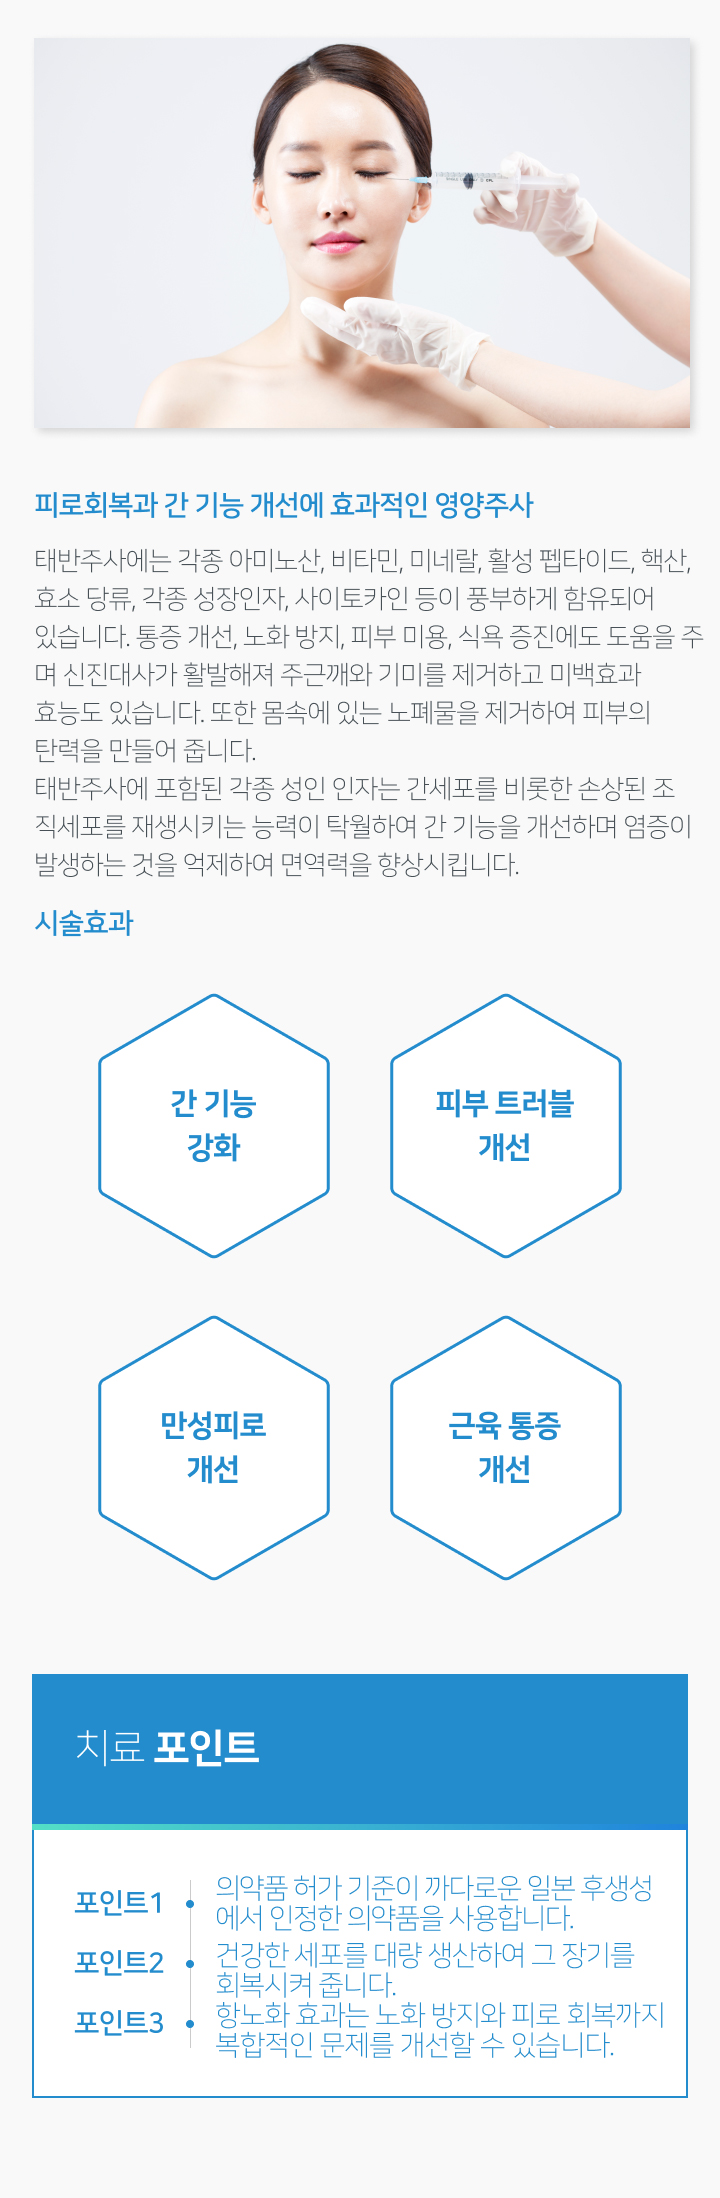 피로회복과 간 기능 개선에 효과적인 영양주사
태반주사에는 각종 아미노산, 비타민, 미네랄, 활성 펩타이드, 핵산,
효소 당류, 각종 성장인자, 사이토카인 등이 풍부하게 함유되어
있습니다. 통증 개선, 노화 방지, 피부 미용, 식욕 증진에도 도움을 주
며 신진대사가 활발해져 주근깨와 기미를 제거하고 미백효과
효능도 있습니다. 또한 몸속에 있는 노폐물을 제거하여 피부의
탄력을 만들어 줍니다.
태반주사에 포함된 각종 성인 인자는 간세포를 비롯한 손상된 조
직세포를 재생시키는 능력이 탁월하여 간 기능을 개선하며 염증이
발생하는 것을 억제하여 면역력을 향상시킵니다.
시술효과
간 기능
강화
피부 트러블
개선
만성피로
개선
근육 통증
개선
치료 포인트
포인트1
의약품 허가 기준이 까다로운 일본 후생성
에서 인정한 의약품을 사용합니다.
포인트2
건강한 세포를 대량 생산하여 그 장기를
회복시켜 줍니다.
포인트3
항노화 효과는 노화 방지와 피로 회복까지
복합적인 문제를 개선할 수 있습니다.